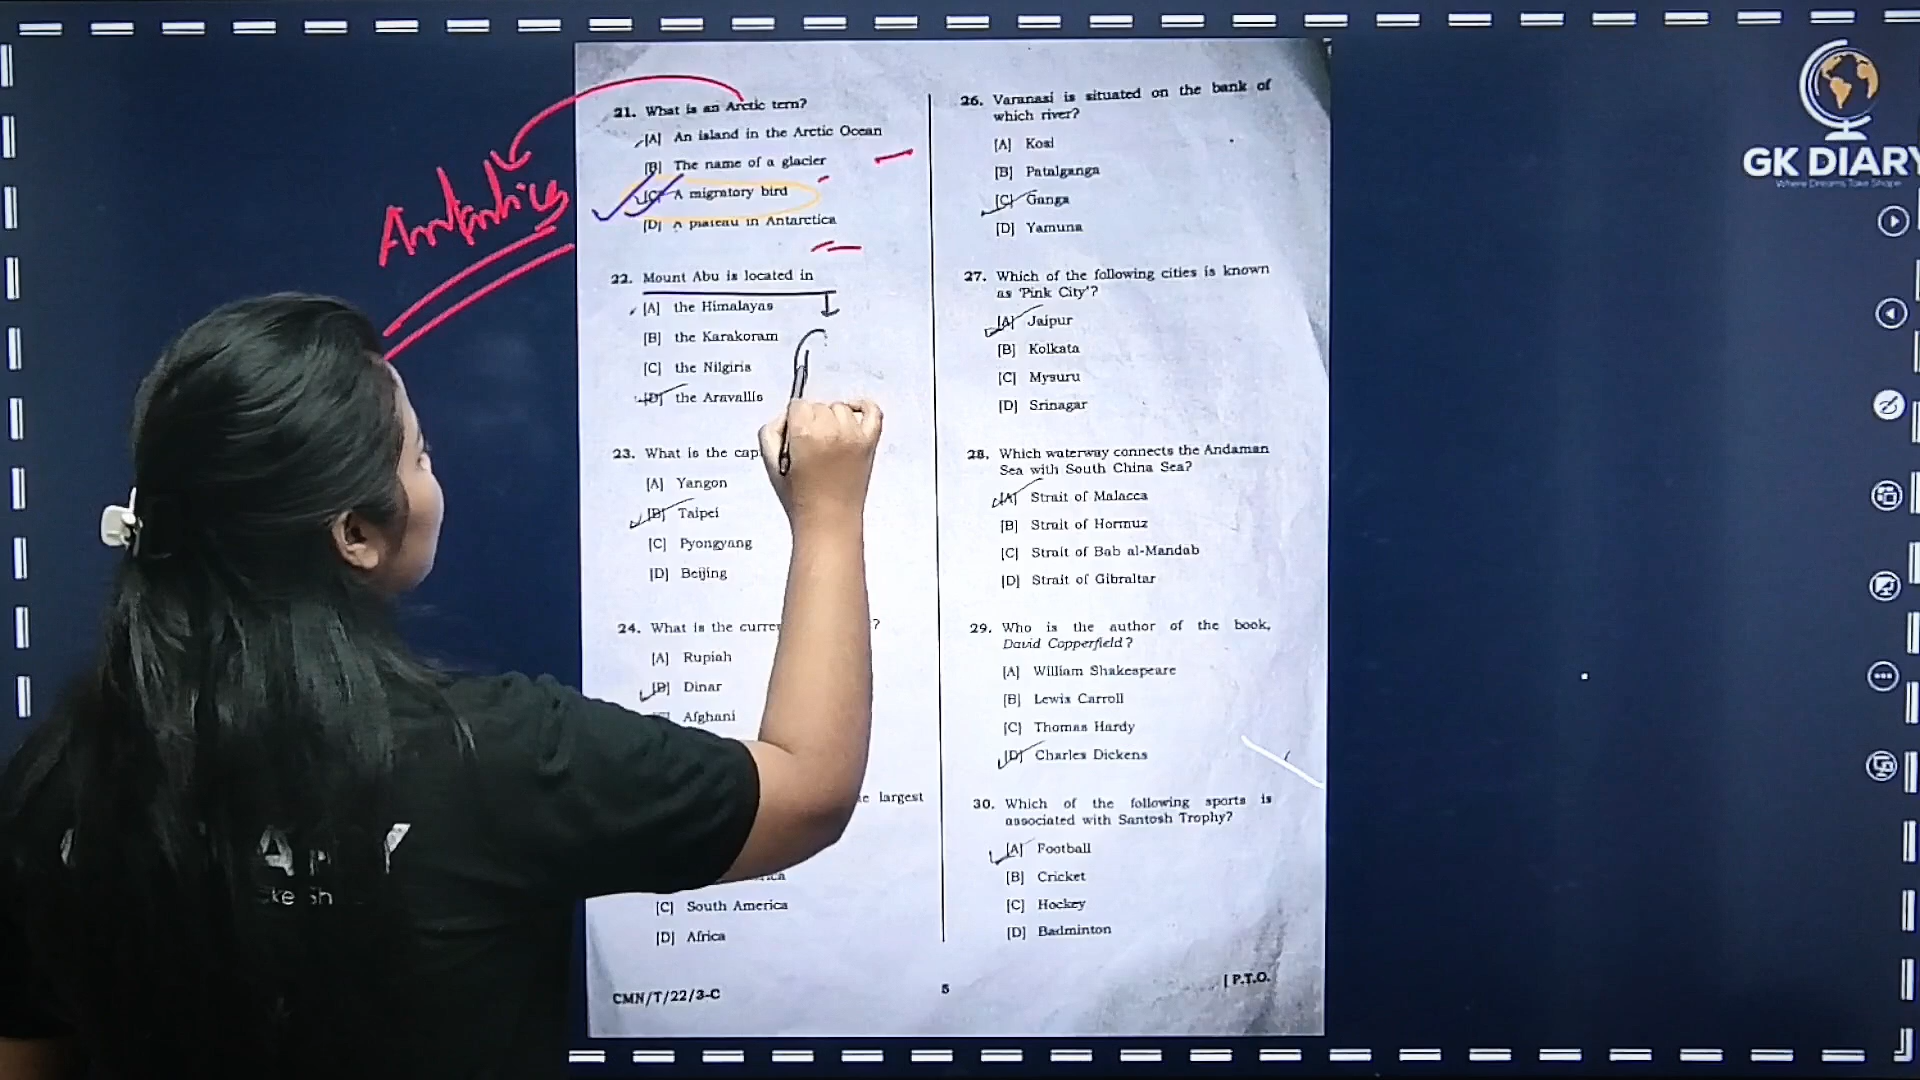 21. What is an Arctic tern?
[A] An island in the Arctic Ocean
[B] The name of a glacier
[C] A migratory bird
[D] A plateau in Antarctica
22. Mount Abu is located in
[A] the Himalayas
[B] the Karakoram
[C] the Nilgiris
[D] the Aravallis
23. What is the
[A] Yangon
[B] Taipei
[C] Pyongyang
[D] Beijing
24. What is the
?
[A] Rupiah
[B] Dinar
Afghani
largest
[C] South America
[D] Africa
CMN/T/22/3-C
5
26. Varanasi is situated on the bank of
which river?
[A] Kosi
[B] Patalganga
[C] Ganga
[D] Yamuna
27. Which of the following cities is known
as 'Pink City'?
[A] Jaipur
[B] Kolkata
[C] Mysuru
[D] Srinagar
28. Which waterway connects the Andaman
Sea with South China Sea?
[A] Strait of Malacca
[B] Strait of Hormuz
[C] Strait of Bab al-Mandab
[D] Strait of Gibraltar
29. Who is the author of the book,
David Copperfield?
[A] William Shakespeare
[B] Lewis Carroll
[C] Thomas Hardy
[D] Charles Dickens
30. Which of the following sports is
associated with Santosh Trophy?
[A] Football
[B] Cricket
[C] Hockey
[D] Badminton
[ P.T.O.
GK DIARY
Where Dreams Take Shape